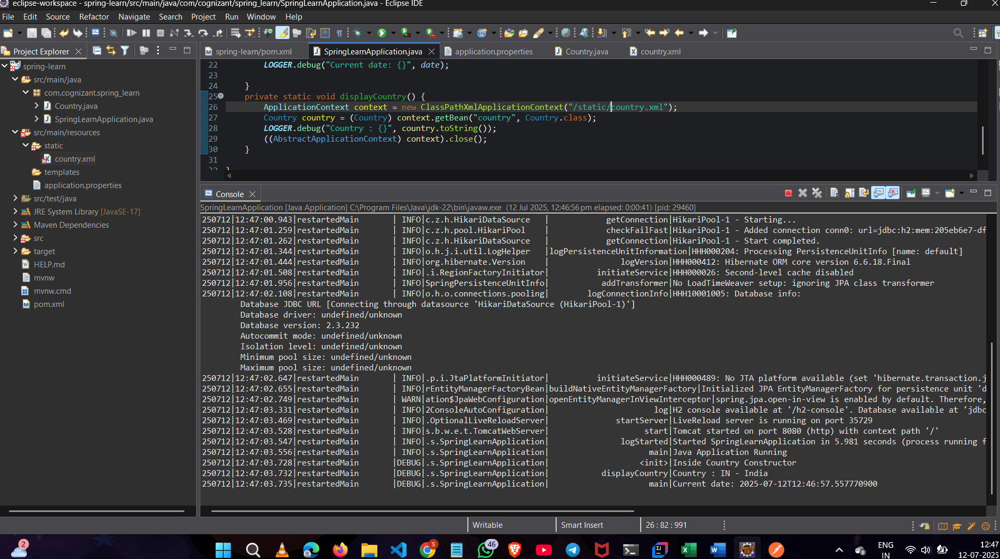 eclipse-workspace - spring-learn/src/main/java/com/cognizant/spring_learn/SpringLearnApplication.java - Eclipse IDE
File Edit Source Refactor Navigate Search Project Run Window Help
Project Explorer
spring-learn/pom.xml
SpringLearnApplication.java
application.properties
Country.java
country.xml
spring-learn
src/main/java
com.cognizant.spring_learn
Country.java
SpringLearnApplication.java
src/main/resources
static
country.xml
templates
application.properties
src/test/java
JRE System Library [JavaSE-17]
Maven Dependencies
src
target
HELP.md
mvnw
mvnw.cmd
pom.xml
22 LOGGER.debug("Current date: {}", date);
23
24 }
25 private static void displayCountry() {
26 ApplicationContext context = new ClassPathXmlApplicationContext("/static/country.xml");
27 Country country = (Country) context.getBean("country", Country.class);
28 LOGGER.debug("Country : {}", country.toString());
29 ((AbstractApplicationContext) context).close();
30 }
31
32 }
Console
SpringLearnApplication [Java Application] C:\Program Files\Java\jdk-22\bin\javaw.exe (12 Jul 2025, 12:46:56 pm elapsed: 0:00:41) [pid: 29460]
250712|12:47:00.943|restartedMain | INFO|c.z.h.HikariDataSource | getConnection|HikariPool-1 - Starting...
250712|12:47:01.259|restartedMain | INFO|c.z.h.pool.HikariPool | checkFailFast|HikariPool-1 - Added connection conn0: url=jdbc:h2:mem:205eb6e7-df
250712|12:47:01.262|restartedMain | INFO|c.z.h.HikariDataSource | getConnection|HikariPool-1 - Start completed.
250712|12:47:01.344|restartedMain | INFO|o.h.j.i.util.LogHelper |logPersistenceUnitInformation|HHH000204: Processing PersistenceUnitInfo [name: default]
250712|12:47:01.444|restartedMain | INFO|org.hibernate.Version | logVersion|HHH000412: Hibernate ORM core version 6.6.18.Final
250712|12:47:01.508|restartedMain | INFO|.i.RegionFactoryInitiator| initiateService|HHH000026: Second-level cache disabled
250712|12:47:01.956|restartedMain | INFO|SpringPersistenceUnitInfo| addTransformer|No LoadTimeWeaver setup: ignoring JPA class transformer
250712|12:47:02.108|restartedMain | INFO|o.h.o.connections.pooling| logConnectionInfo|HHH10001005: Database info:
Database JDBC URL [Connecting through datasource 'HikariDataSource (HikariPool-1)']
Database driver: undefined/unknown
Database version: 2.3.232
Autocommit mode: undefined/unknown
Isolation level: undefined/unknown
Minimum pool size: undefined/unknown
Maximum pool size: undefined/unknown
250712|12:47:02.647|restartedMain | INFO|.p.i.JtaPlatformInitiator| initiateService|HHH000489: No JTA platform available (set 'hibernate.transaction.j
250712|12:47:02.655|restartedMain | INFO|rEntityManagerFactoryBean|buildNativeEntityManagerFactory|Initialized JPA EntityManagerFactory for persistence unit 'd
250712|12:47:02.749|restartedMain | WARN|ation$JpaWebConfiguration|openEntityManagerInViewInterceptor|spring.jpa.open-in-view is enabled by default. Therefore,
250712|12:47:03.331|restartedMain | INFO|2ConsoleAutoConfiguration| log|H2 console available at '/h2-console'. Database available at 'jdbc
250712|12:47:03.469|restartedMain | INFO|.OptionalLiveReloadServer| startServer|LiveReload server is running on port 35729
250712|12:47:03.528|restartedMain | INFO|s.b.w.e.t.TomcatWebServer| start|Tomcat started on port 8080 (http) with context path '/'
250712|12:47:03.547|restartedMain | INFO|.s.SpringLearnApplication| logStarted|Started SpringLearnApplication in 5.981 seconds (process running f
250712|12:47:03.556|restartedMain | INFO|.s.SpringLearnApplication| main|Java Application Running
250712|12:47:03.728|restartedMain |DEBUG|.s.SpringLearnApplication| <init>|Inside Country Constructor
250712|12:47:03.732|restartedMain |DEBUG|.s.SpringLearnApplication| displayCountry|Country : IN - India
250712|12:47:03.735|restartedMain |DEBUG|.s.SpringLearnApplication| main|Current date: 2025-07-12T12:46:57.557770900
Writable
Smart Insert
26 : 82 : 991
2
S
46
ENG
IN
12:47
12-07-2025